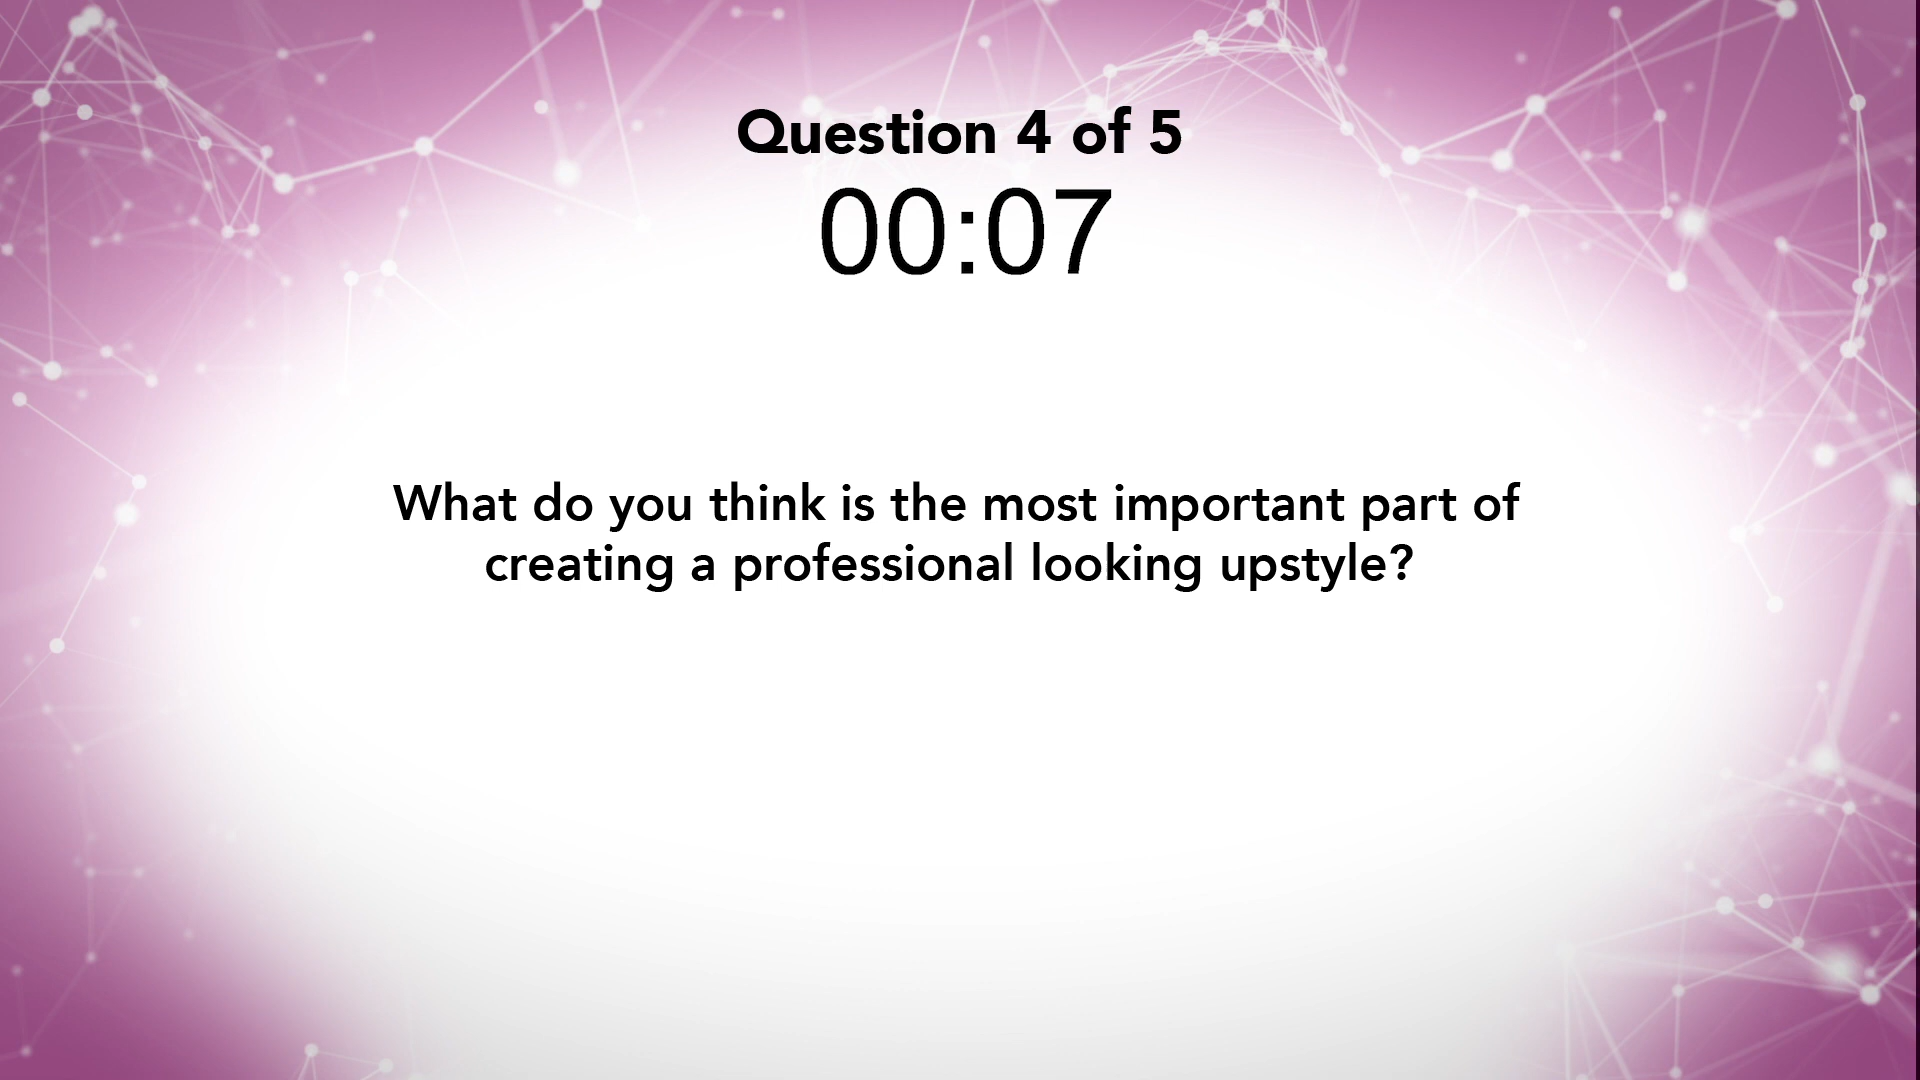 Question 4 of 5
00:07
What do you think is the most important part of
creating a professional looking upstyle?